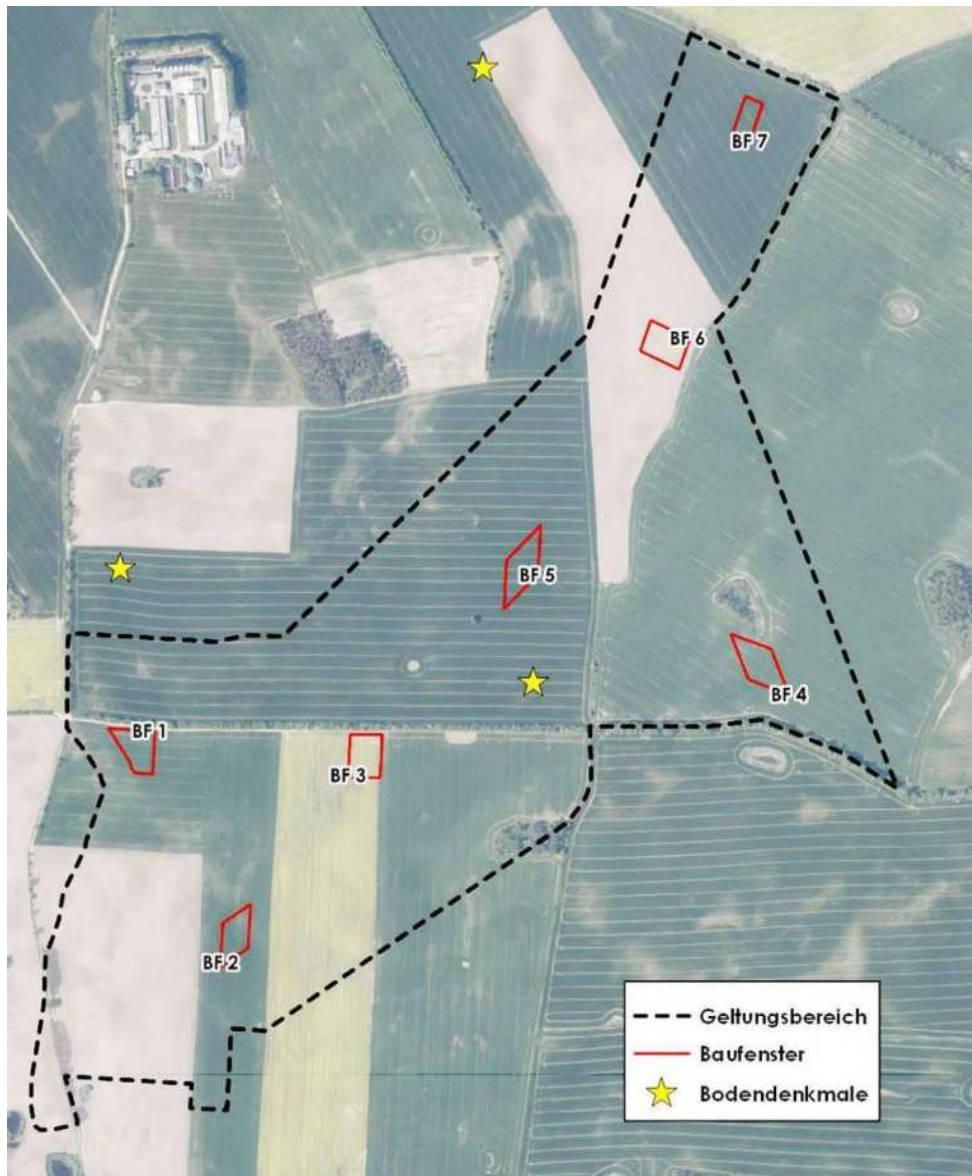 BF 7
BF 6
BF 5
BF 4
BF 1
BF 3
BF 2
Geltungsbereich
Baufenster
Bodendenkmale